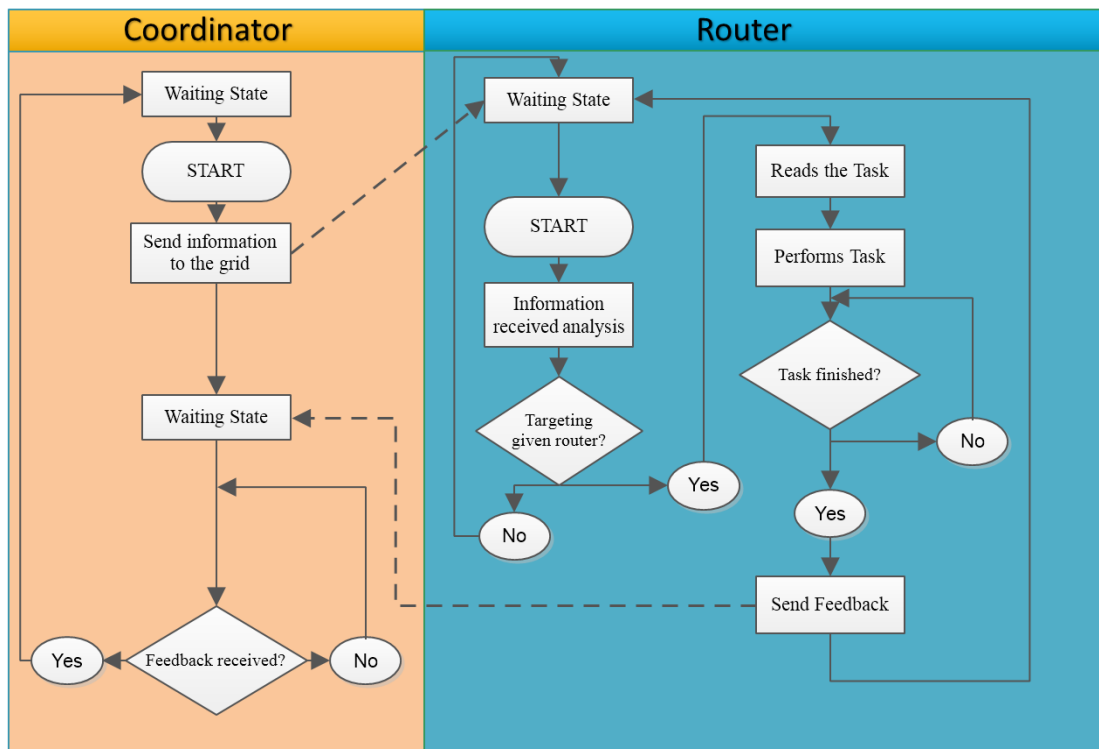 Coordinator
Waiting State
START
Send information
to the grid
Waiting State
Feedback received?
Yes
No
Router
Waiting State
START
Information
received analysis
Targeting
given router?
No
Yes
Reads the Task
Performs Task
Task finished?
No
Yes
Send Feedback